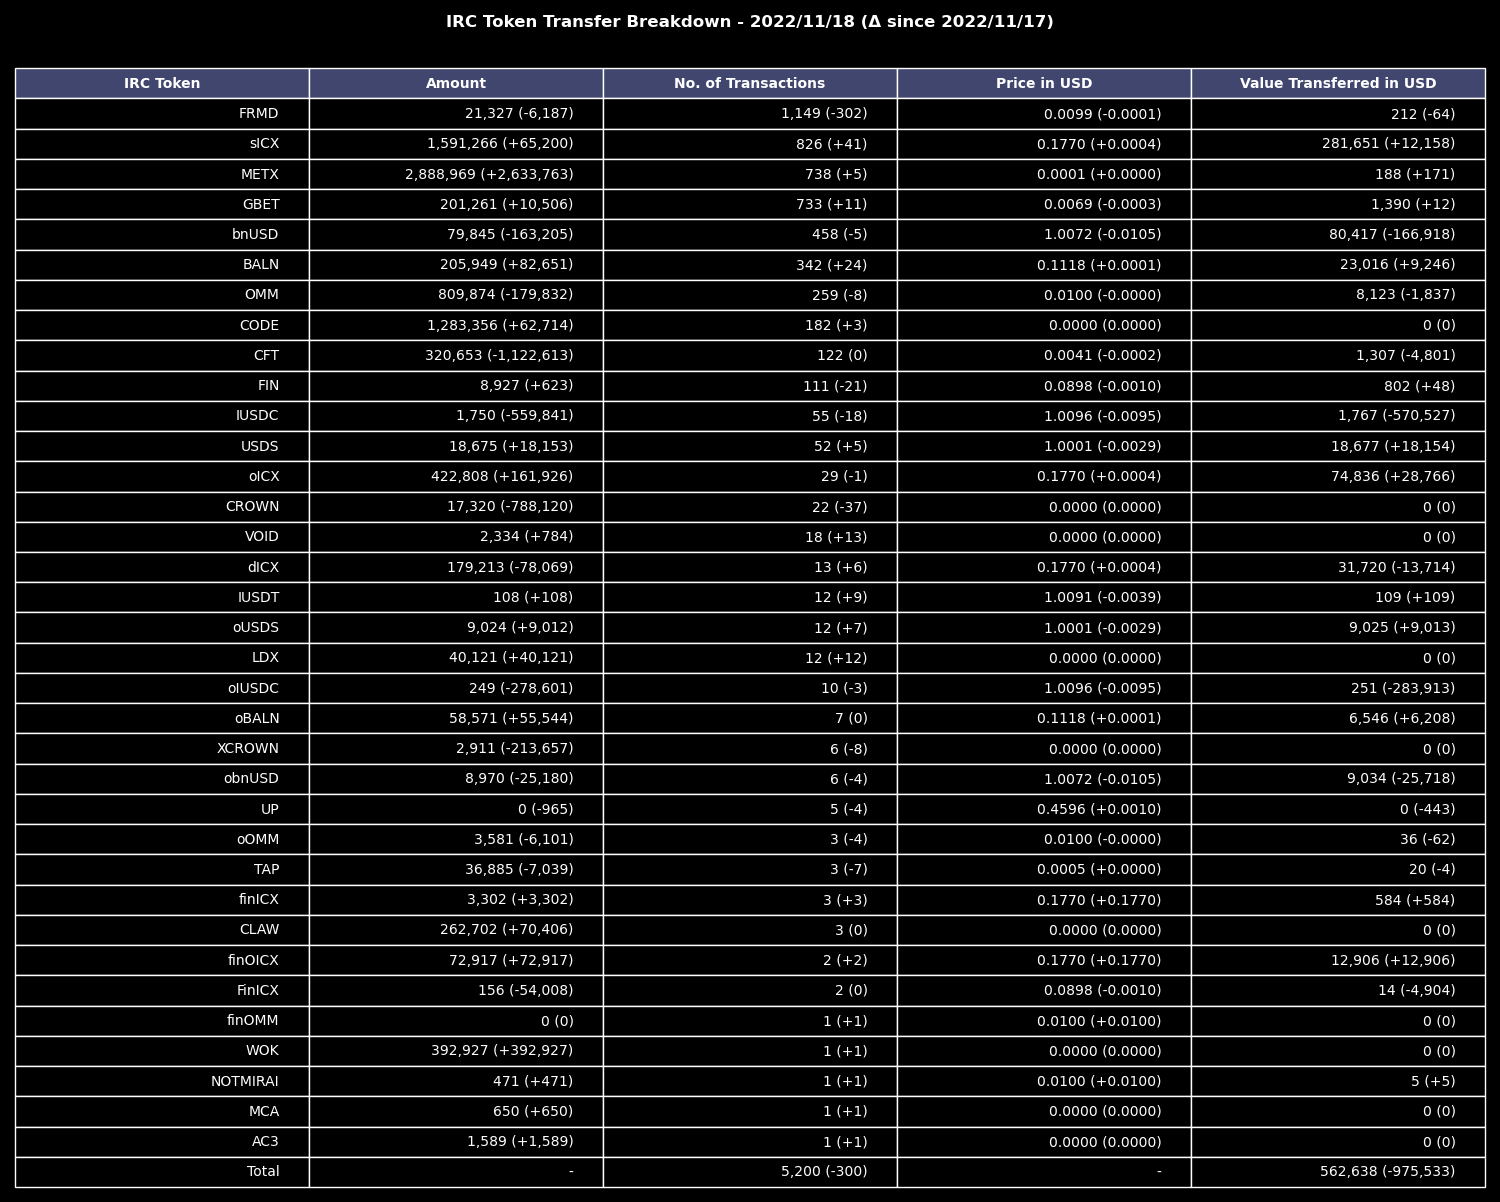 IRC Token Transfer Breakdown - 2022/11/18 (Δ since 2022/11/17)
IRC Token Amount No. of Transactions Price in USD Value Transferred in USD
FRMD 21,327 (-6,187) 1,149 (-302) 0.0099 (-0.0001) 212 (-64)
sICX 1,591,266 (+65,200) 826 (+41) 0.1770 (+0.0004) 281,651 (+12,158)
METX 2,888,969 (+2,633,763) 738 (+5) 0.0001 (+0.0000) 188 (+171)
GBET 201,261 (+10,506) 733 (+11) 0.0069 (-0.0003) 1,390 (+12)
bnUSD 79,845 (-163,205) 458 (-5) 1.0072 (-0.0105) 80,417 (-166,918)
BALN 205,949 (+82,651) 342 (+24) 0.1118 (+0.0001) 23,016 (+9,246)
OMM 809,874 (-179,832) 259 (-8) 0.0100 (-0.0000) 8,123 (-1,837)
CODE 1,283,356 (+62,714) 182 (+3) 0.0000 (0.0000) 0 (0)
CFT 320,653 (-1,122,613) 122 (0) 0.0041 (-0.0002) 1,307 (-4,801)
FIN 8,927 (+623) 111 (-21) 0.0898 (-0.0010) 802 (+48)
IUSDC 1,750 (-559,841) 55 (-18) 1.0096 (-0.0095) 1,767 (-570,527)
USDS 18,675 (+18,153) 52 (+5) 1.0001 (-0.0029) 18,677 (+18,154)
oICX 422,808 (+161,926) 29 (-1) 0.1770 (+0.0004) 74,836 (+28,766)
CROWN 17,320 (-788,120) 22 (-37) 0.0000 (0.0000) 0 (0)
VOID 2,334 (+784) 18 (+13) 0.0000 (0.0000) 0 (0)
dICX 179,213 (-78,069) 13 (+6) 0.1770 (+0.0004) 31,720 (-13,714)
IUSDT 108 (+108) 12 (+9) 1.0091 (-0.0039) 109 (+109)
oUSDS 9,024 (+9,012) 12 (+7) 1.0001 (-0.0029) 9,025 (+9,013)
LDX 40,121 (+40,121) 12 (+12) 0.0000 (0.0000) 0 (0)
oIUSDC 249 (-278,601) 10 (-3) 1.0096 (-0.0095) 251 (-283,913)
oBALN 58,571 (+55,544) 7 (0) 0.1118 (+0.0001) 6,546 (+6,208)
XCROWN 2,911 (-213,657) 6 (-8) 0.0000 (0.0000) 0 (0)
obnUSD 8,970 (-25,180) 6 (-4) 1.0072 (-0.0105) 9,034 (-25,718)
UP 0 (-965) 5 (-4) 0.4596 (+0.0010) 0 (-443)
oOMM 3,581 (-6,101) 3 (-4) 0.0100 (-0.0000) 36 (-62)
TAP 36,885 (-7,039) 3 (-7) 0.0005 (+0.0000) 20 (-4)
finICX 3,302 (+3,302) 3 (+3) 0.1770 (+0.1770) 584 (+584)
CLAW 262,702 (+70,406) 3 (0) 0.0000 (0.0000) 0 (0)
finOICX 72,917 (+72,917) 2 (+2) 0.1770 (+0.1770) 12,906 (+12,906)
FinICX 156 (-54,008) 2 (0) 0.0898 (-0.0010) 14 (-4,904)
finOMM 0 (0) 1 (+1) 0.0100 (+0.0100) 0 (0)
WOK 392,927 (+392,927) 1 (+1) 0.0000 (0.0000) 0 (0)
NOTMIRAI 471 (+471) 1 (+1) 0.0100 (+0.0100) 5 (+5)
MCA 650 (+650) 1 (+1) 0.0000 (0.0000) 0 (0)
AC3 1,589 (+1,589) 1 (+1) 0.0000 (0.0000) 0 (0)
Total - 5,200 (-300) - 562,638 (-975,533)